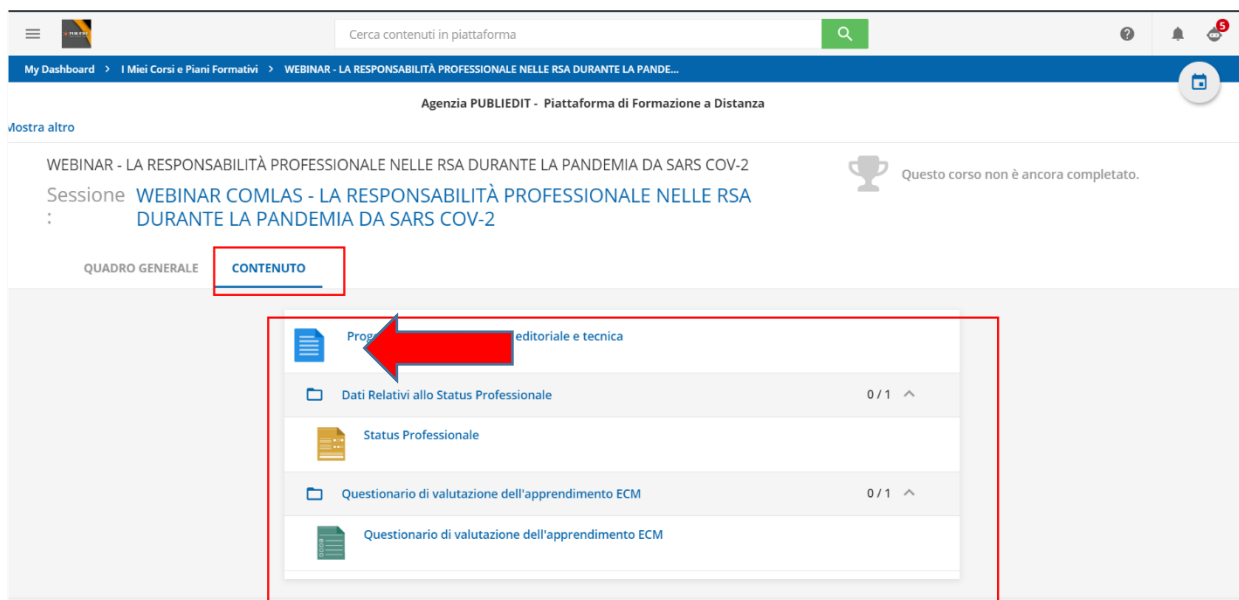 Cerca contenuti in piattaforma
5
My Dashboard > I Miei Corsi e Piani Formativi > WEBINAR - LA RESPONSABILITÀ PROFESSIONALE NELLE RSA DURANTE LA PANDE...
Agenzia PUBLIEDIT - Piattaforma di Formazione a Distanza
Mostra altro
WEBINAR - LA RESPONSABILITÀ PROFESSIONALE NELLE RSA DURANTE LA PANDEMIA DA SARS COV-2
Questo corso non è ancora completato.
Sessione : WEBINAR COMLAS - LA RESPONSABILITÀ PROFESSIONALE NELLE RSA
DURANTE LA PANDEMIA DA SARS COV-2
QUADRO GENERALE CONTENUTO
editoriale e tecnica
Dati Relativi allo Status Professionale 0 / 1
Status Professionale
Questionario di valutazione dell'apprendimento ECM 0 / 1
Questionario di valutazione dell'apprendimento ECM